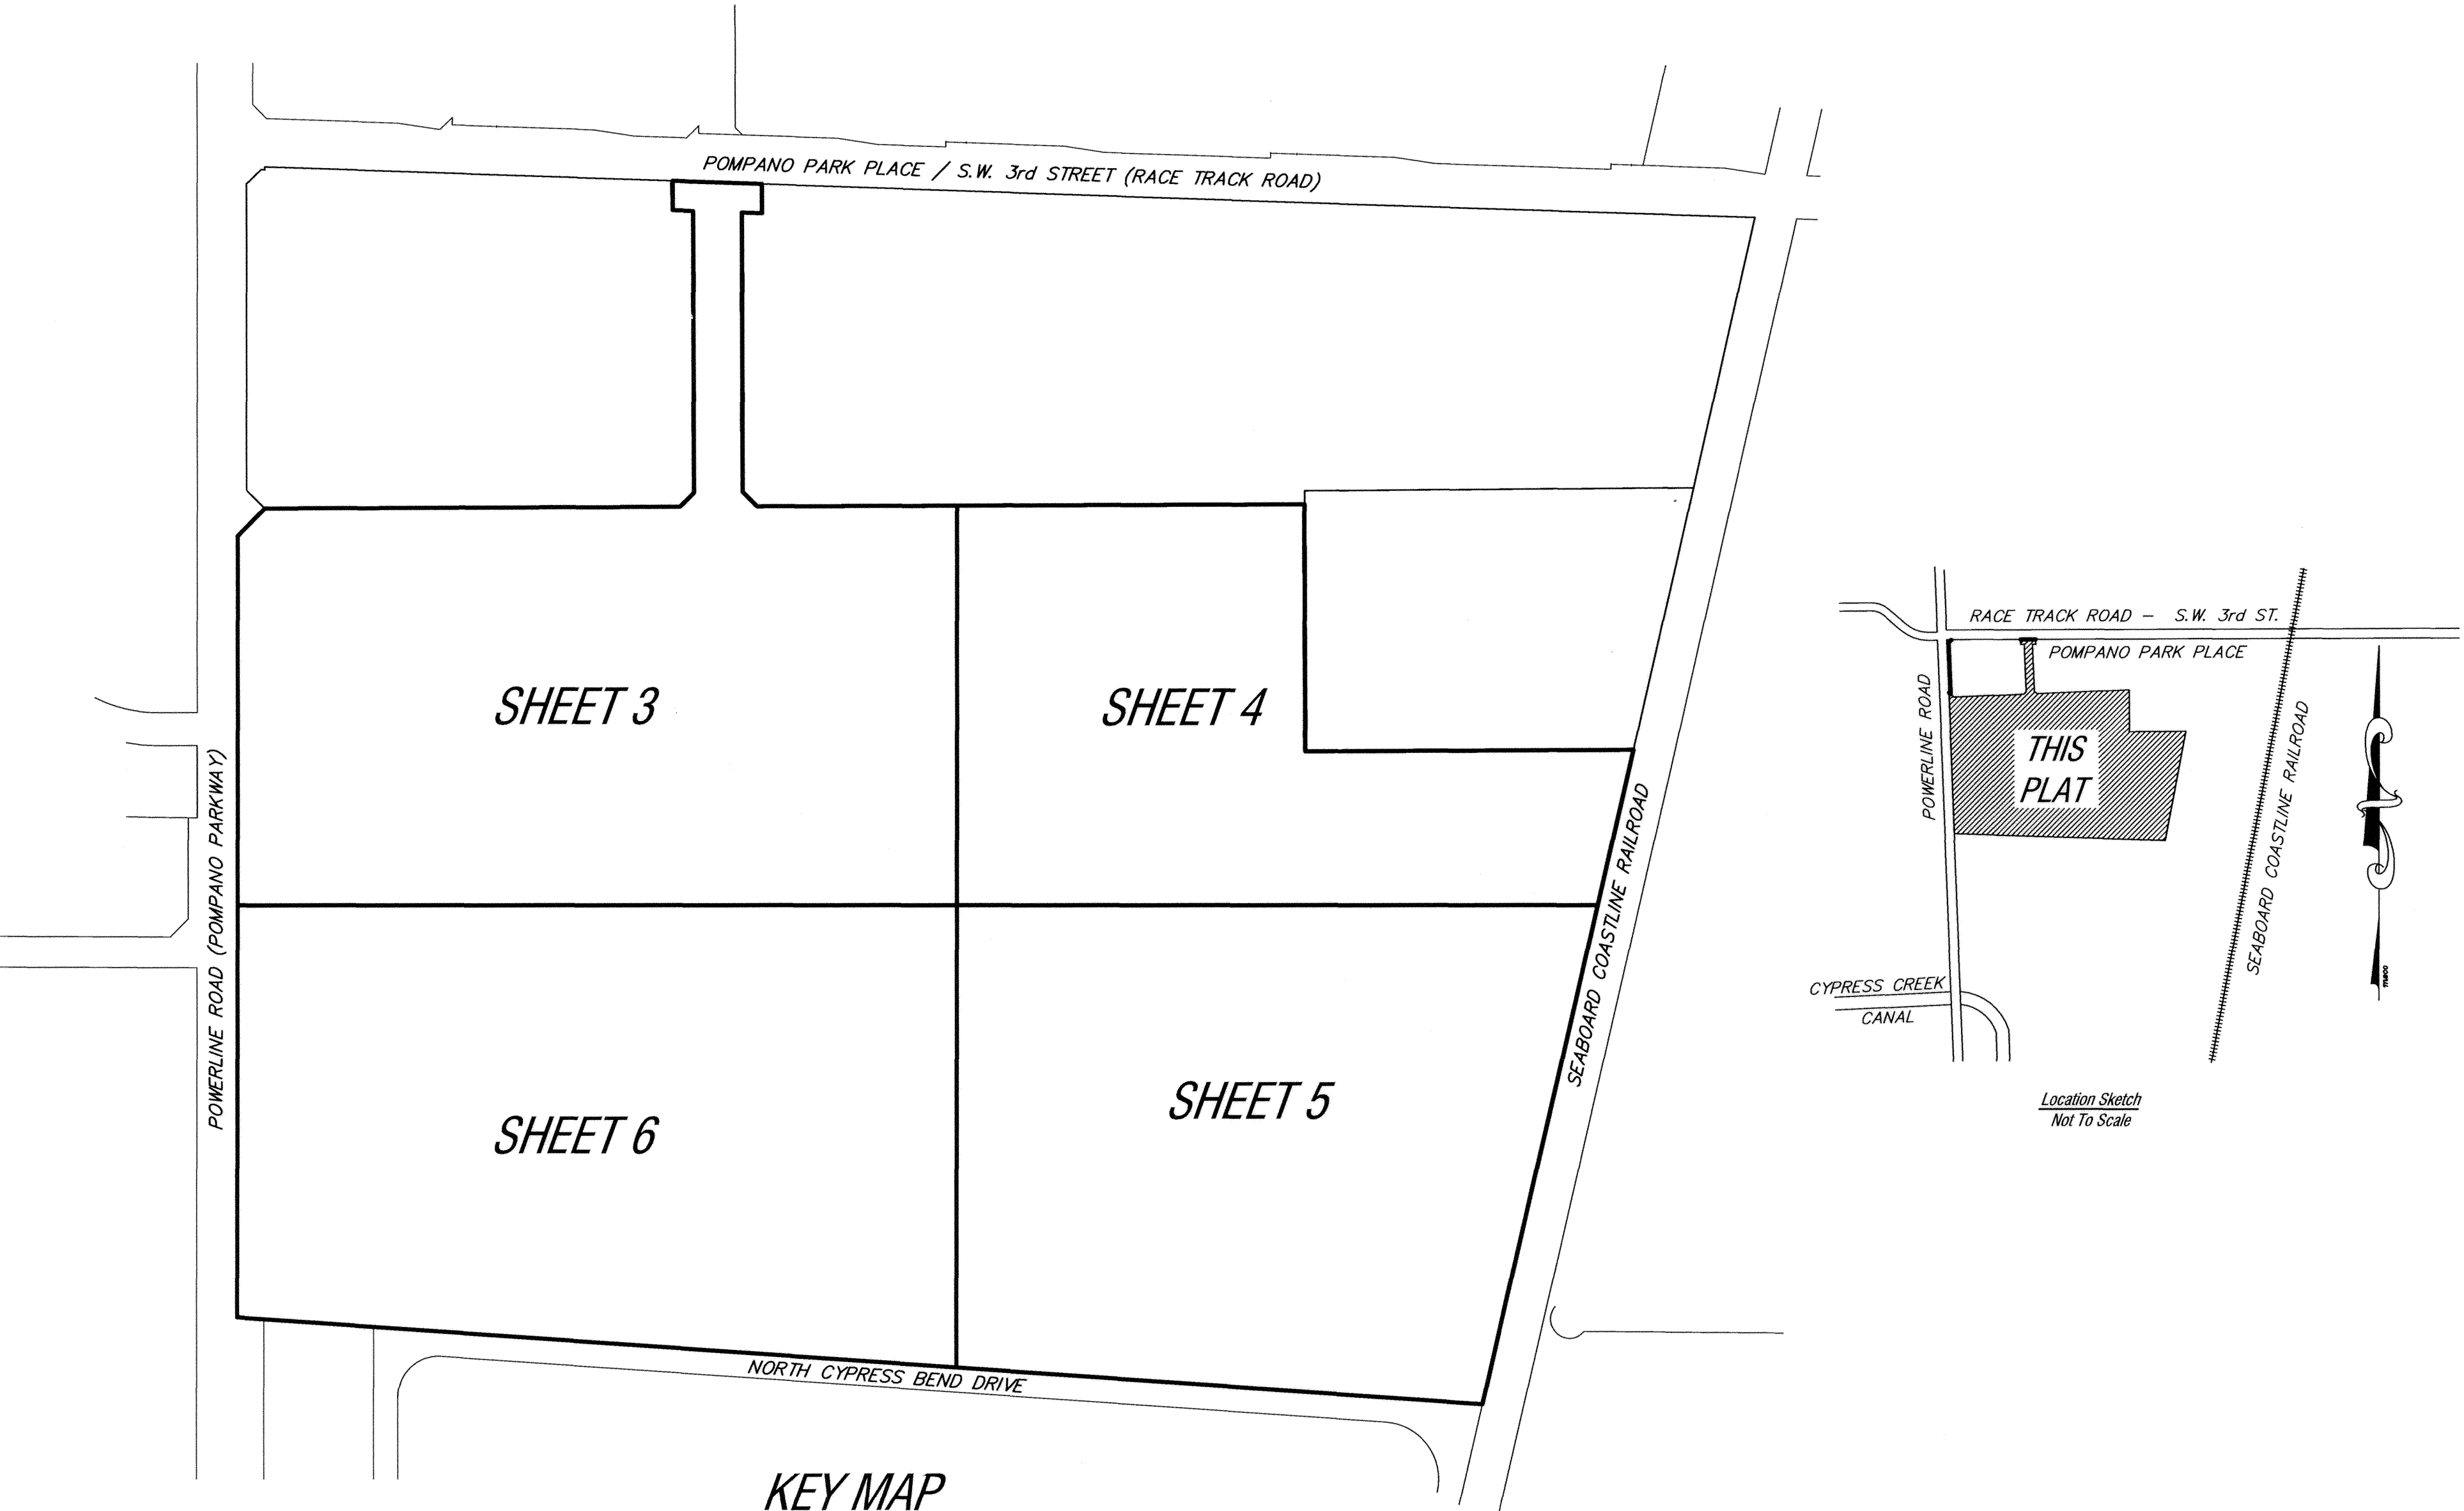 POMPANO PARK PLACE / S.W. 3rd STREET (RACE TRACK ROAD)
SHEET 3
SHEET 4
POWERLINE ROAD (POMPANO PARKWAY)
SEABOARD COASTLINE RAILROAD
SHEET 6
SHEET 5
NORTH CYPRESS BEND DRIVE
KEY MAP
RACE TRACK ROAD - S.W. 3rd ST.
POMPANO PARK PLACE
POWERLINE ROAD
THIS
PLAT
SEABOARD COASTLINE RAILROAD
CYPRESS CREEK
CANAL
Location Sketch
Not To Scale